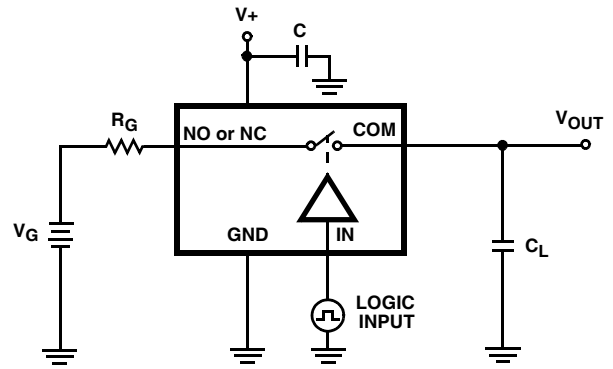 V+
C
RG
NO or NC
COM
VOUT
VG
GND
IN
CL
LOGIC
INPUT